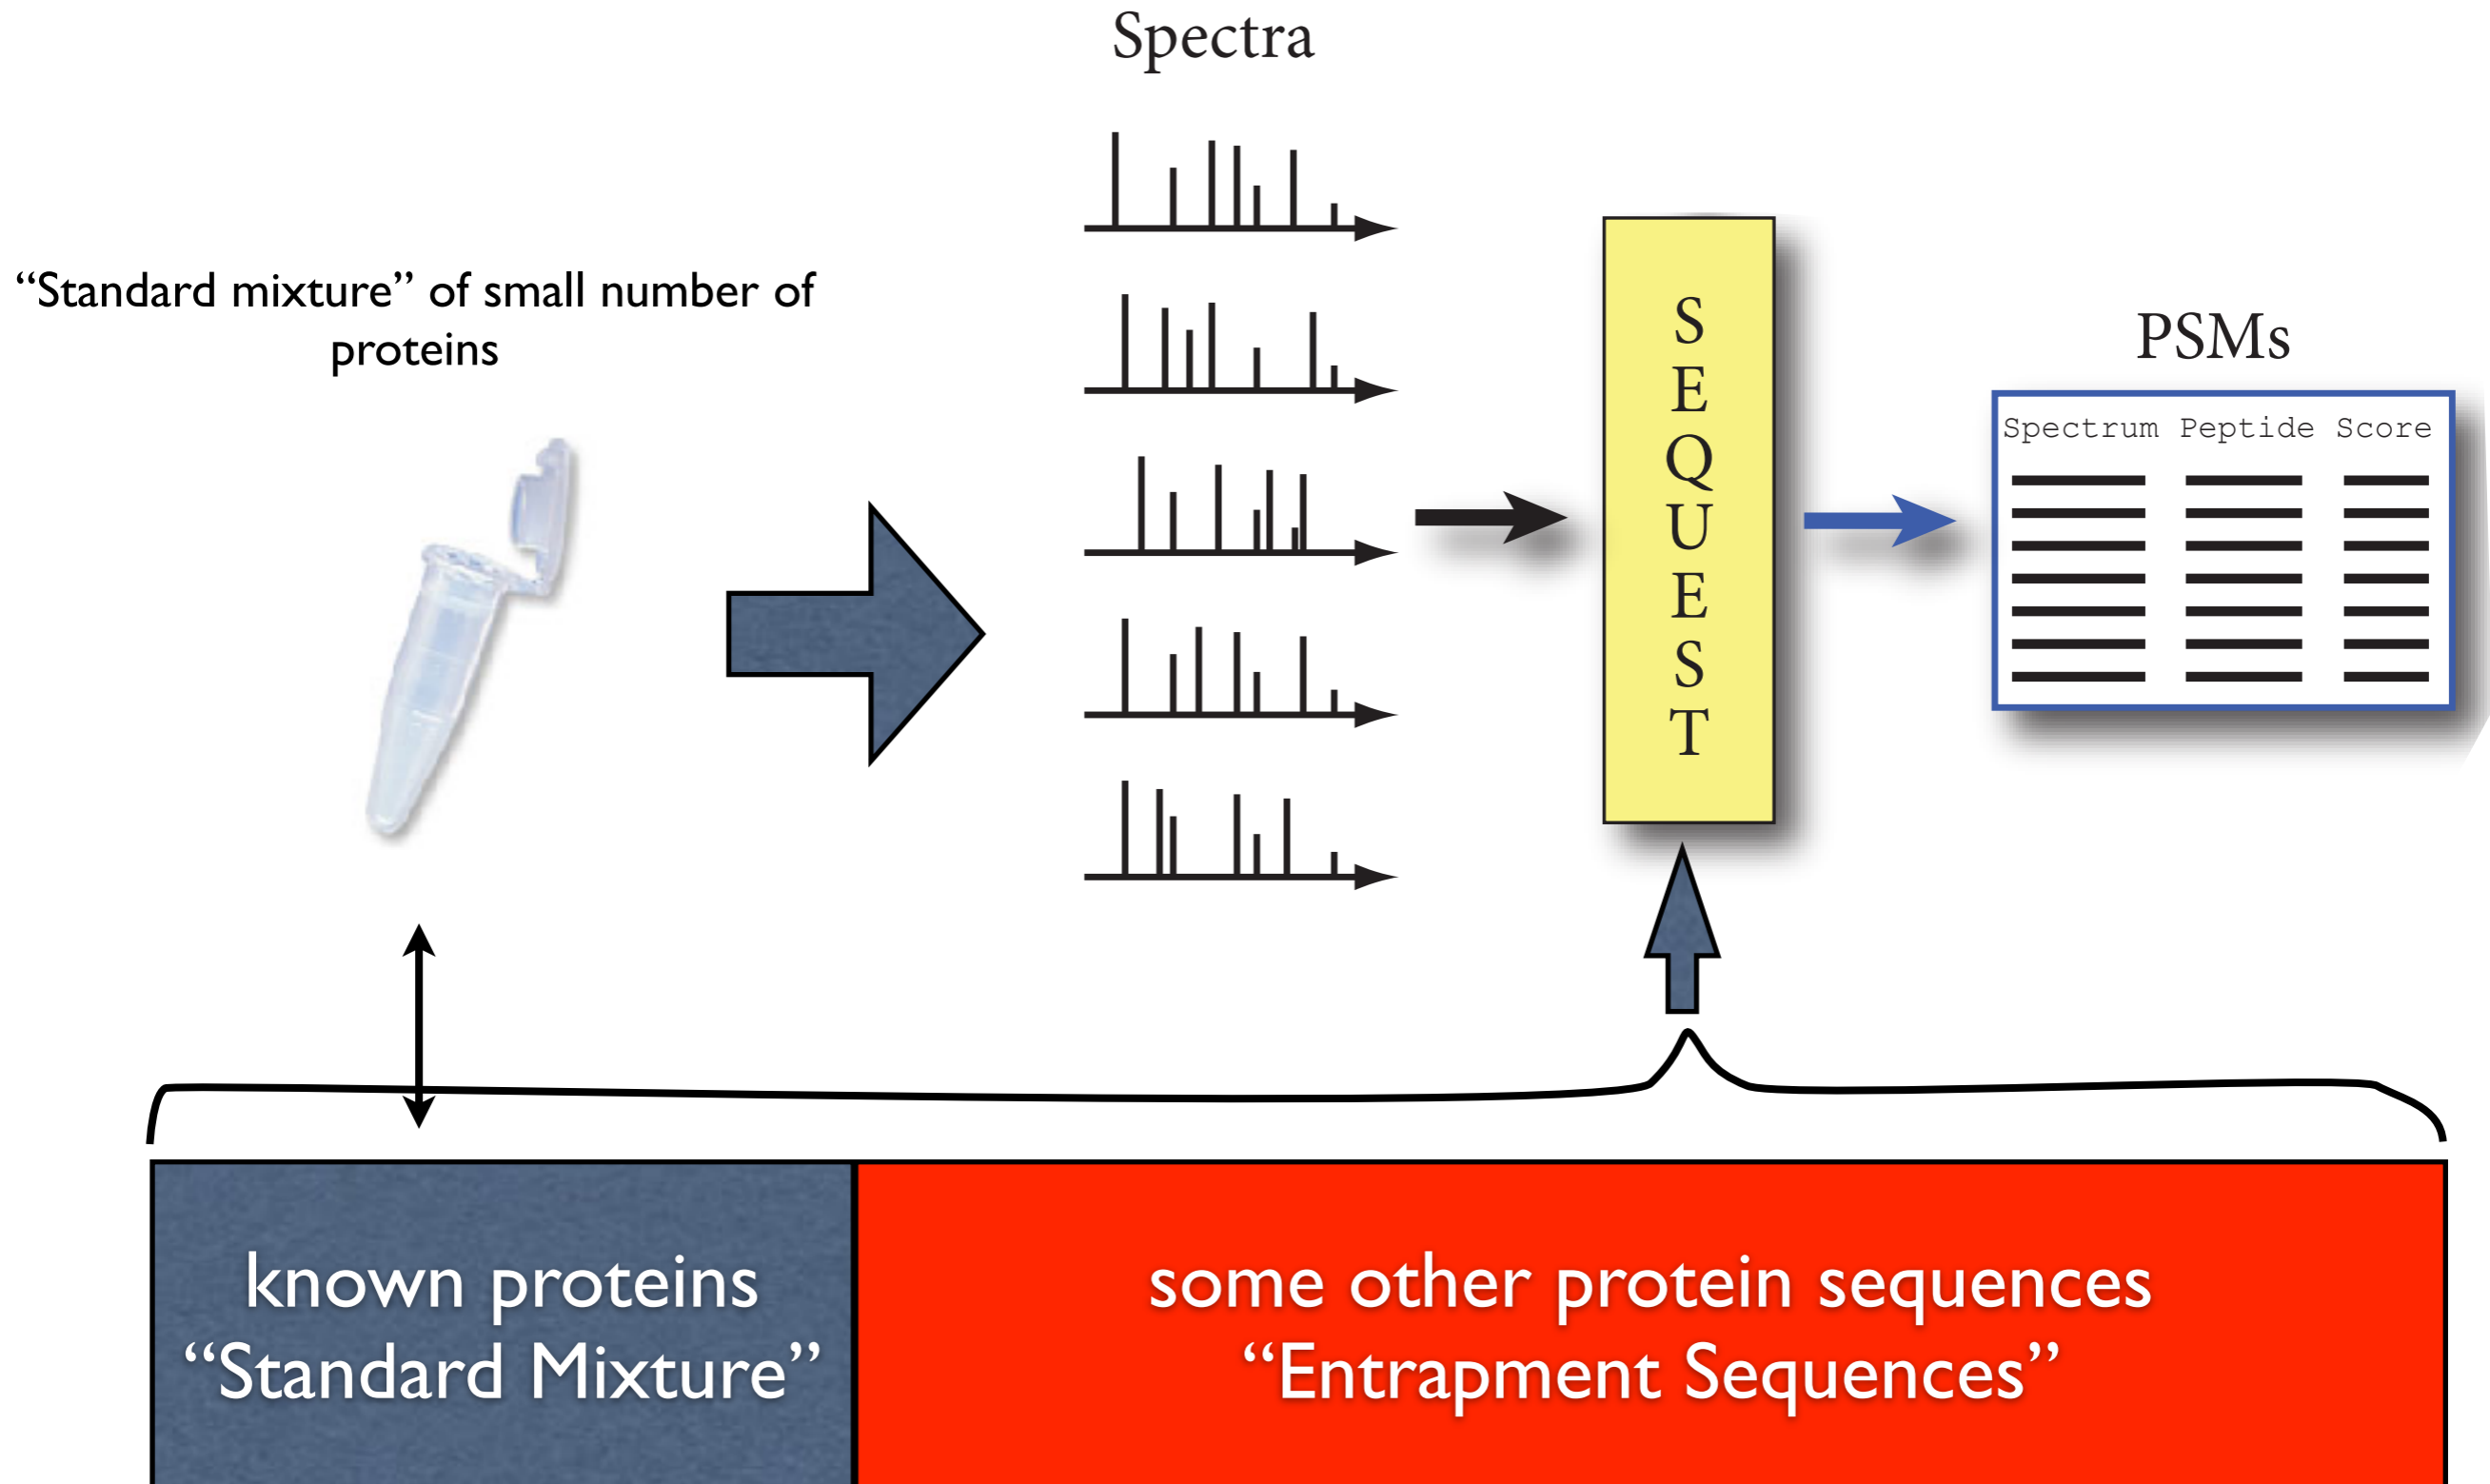 Spectra
“Standard mixture” of small number of
proteins
S
E
Q
U
E
S
T
PSMs
Spectrum Peptide Score
known proteins
“Standard Mixture”
some other protein sequences
“Entrapment Sequences”